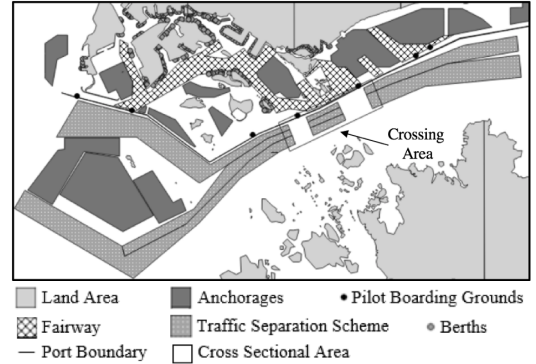 Crossing
Area
Land Area
Anchorages
Pilot Boarding Grounds
Fairway
Traffic Separation Scheme
Berths
Port Boundary
Cross Sectional Area